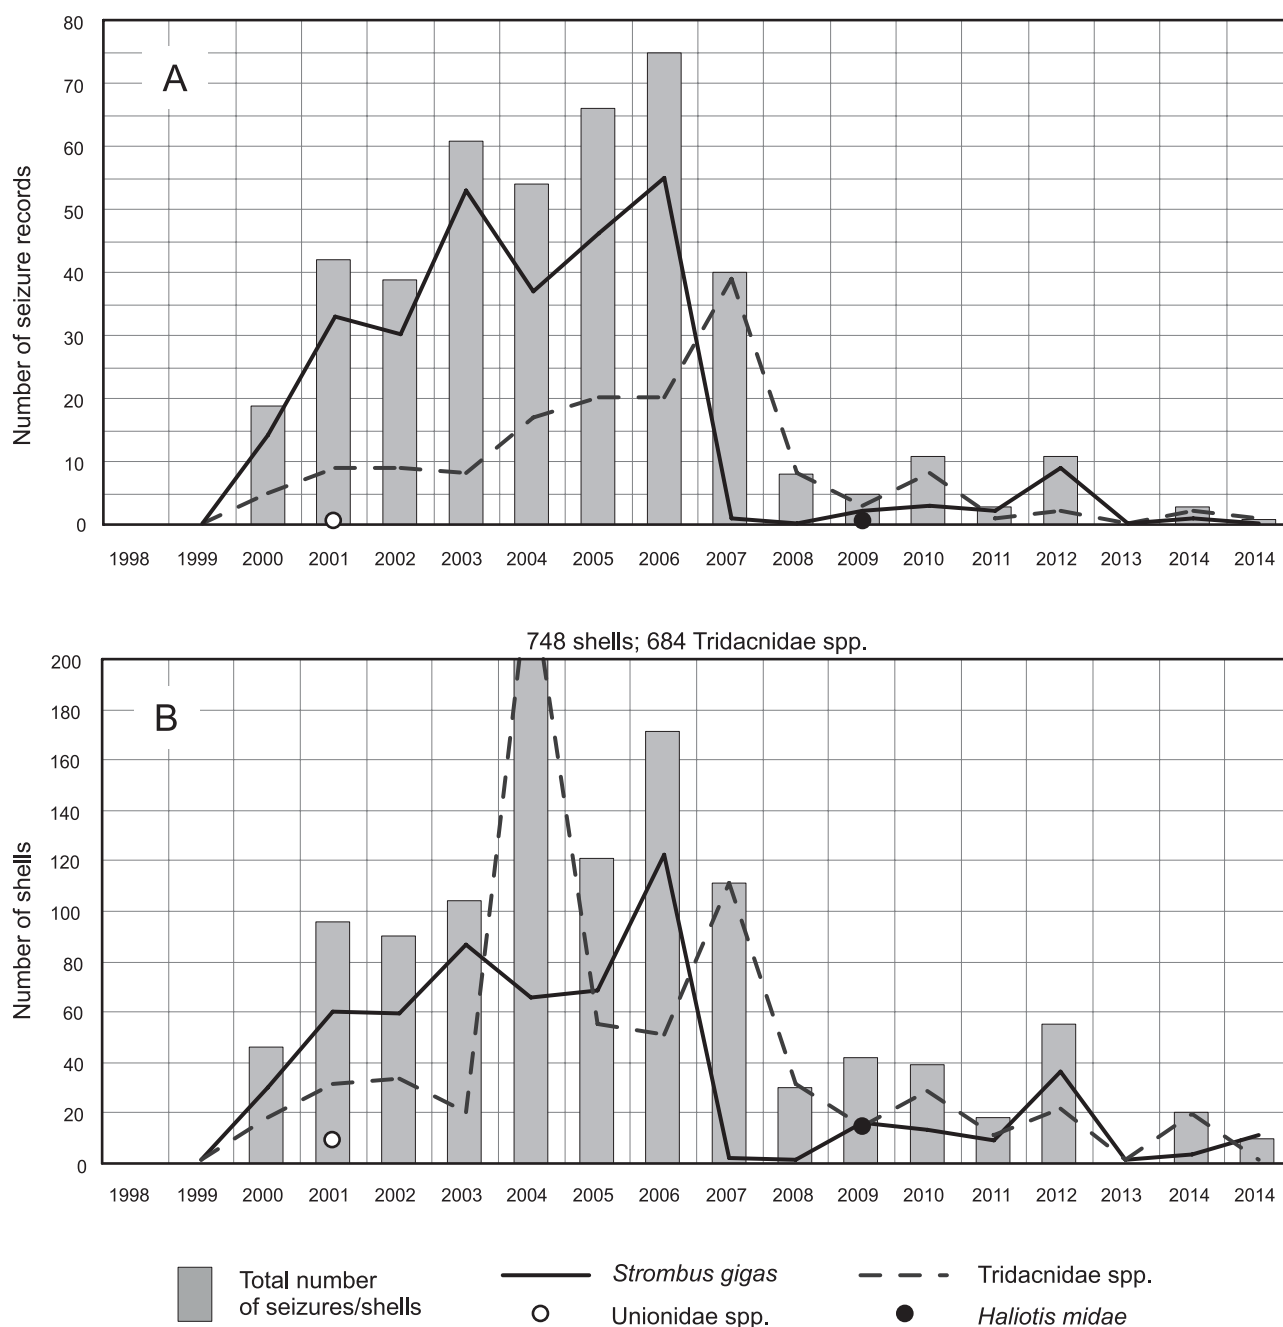 80
70
60
50
40
30
20
10
0
A
Number of seizure records
1998 1999 2000 2001 2002 2003 2004 2005 2006 2007 2008 2009 2010 2011 2012 2013 2014 2014
748 shells; 684 Tridacnidae spp.
200
180
160
140
120
100
80
60
40
20
0
B
Number of shells
1998 1999 2000 2001 2002 2003 2004 2005 2006 2007 2008 2009 2010 2011 2012 2013 2014 2014
Total number
of seizures/shells
Strombus gigas
Tridacnidae spp.
Unionidae spp.
Haliotis midae